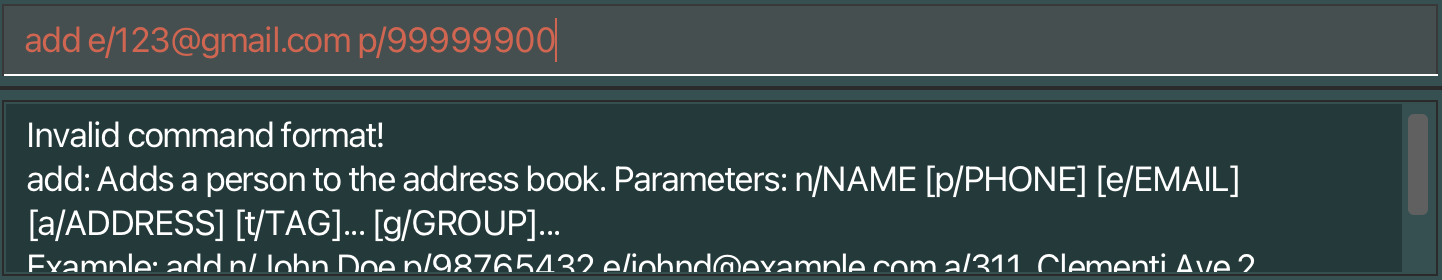 add e/123@gmail.com p/99999900
Invalid command format!
add: Adds a person to the address book. Parameters: n/NAME [p/PHONE] [e/EMAIL]
[a/ADDRESS] [t/TAG]... [g/GROUP]...
Example: add n/ John Doe p/98765432 e/johnd@example.com a/311, Clementi Ave 2,